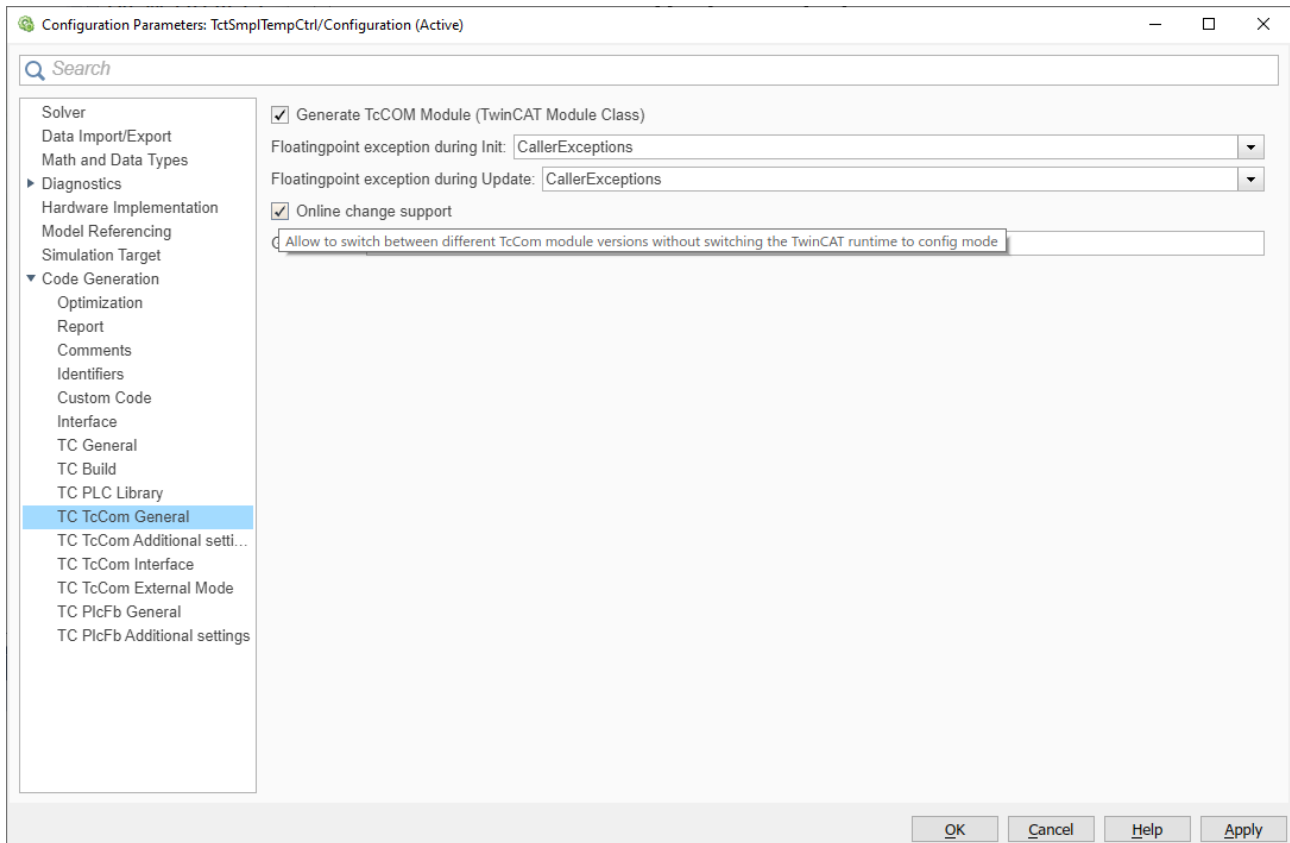 Configuration Parameters: TctSmplTempCtrl/Configuration (Active)
Search
Solver
Data Import/Export
Math and Data Types
Diagnostics
Hardware Implementation
Model Referencing
Simulation Target
Code Generation
Optimization
Report
Comments
Identifiers
Custom Code
Interface
TC General
TC Build
TC PLC Library
TC TcCom General
TC TcCom Additional setti...
TC TcCom Interface
TC TcCom External Mode
TC PlcFb General
TC PlcFb Additional settings
Generate TcCOM Module (TwinCAT Module Class)
Floatingpoint exception during Init: CallerExceptions
Floatingpoint exception during Update: CallerExceptions
Online change support
Allow to switch between different TcCom module versions without switching the TwinCAT runtime to config mode
OK Cancel Help Apply